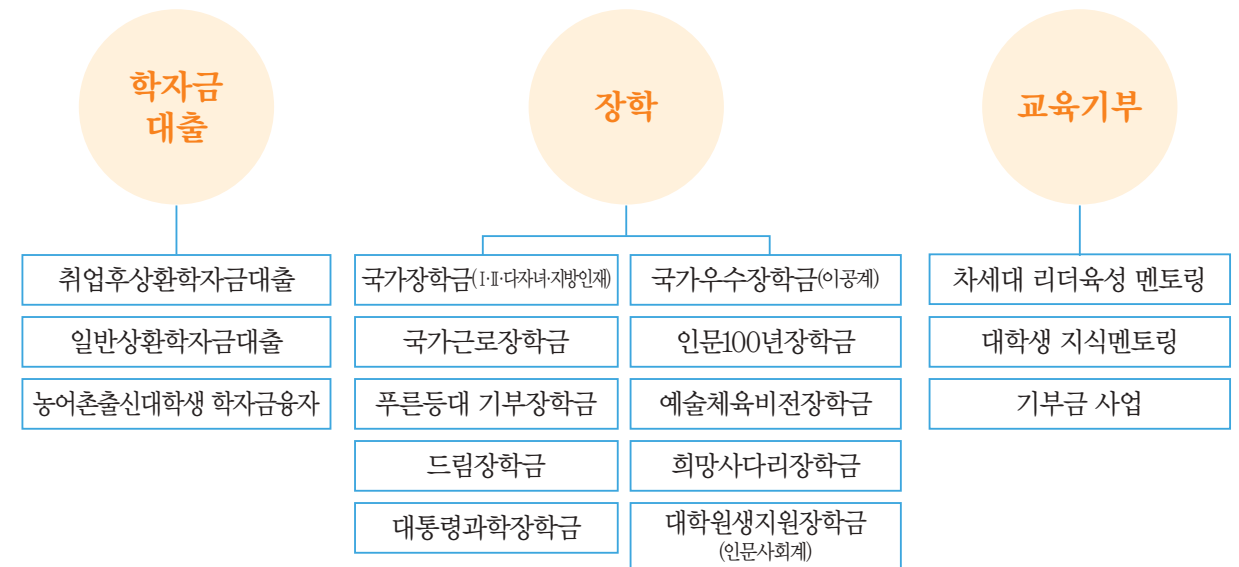 학자금
대출
장학
교육기부
취업후상환학자금대출
일반상환학자금대출
농어촌출신대학생 학자금융자
국가장학금(Ⅰ·Ⅱ·다자녀·지방인재)
국가근로장학금
푸른등대 기부장학금
드림장학금
대통령과학장학금
국가우수장학금(이공계)
인문100년장학금
예술체육비전장학금
희망사다리장학금
대학원생지원장학금
(인문사회계)
차세대 리더육성 멘토링
대학생 지식멘토링
기부금 사업